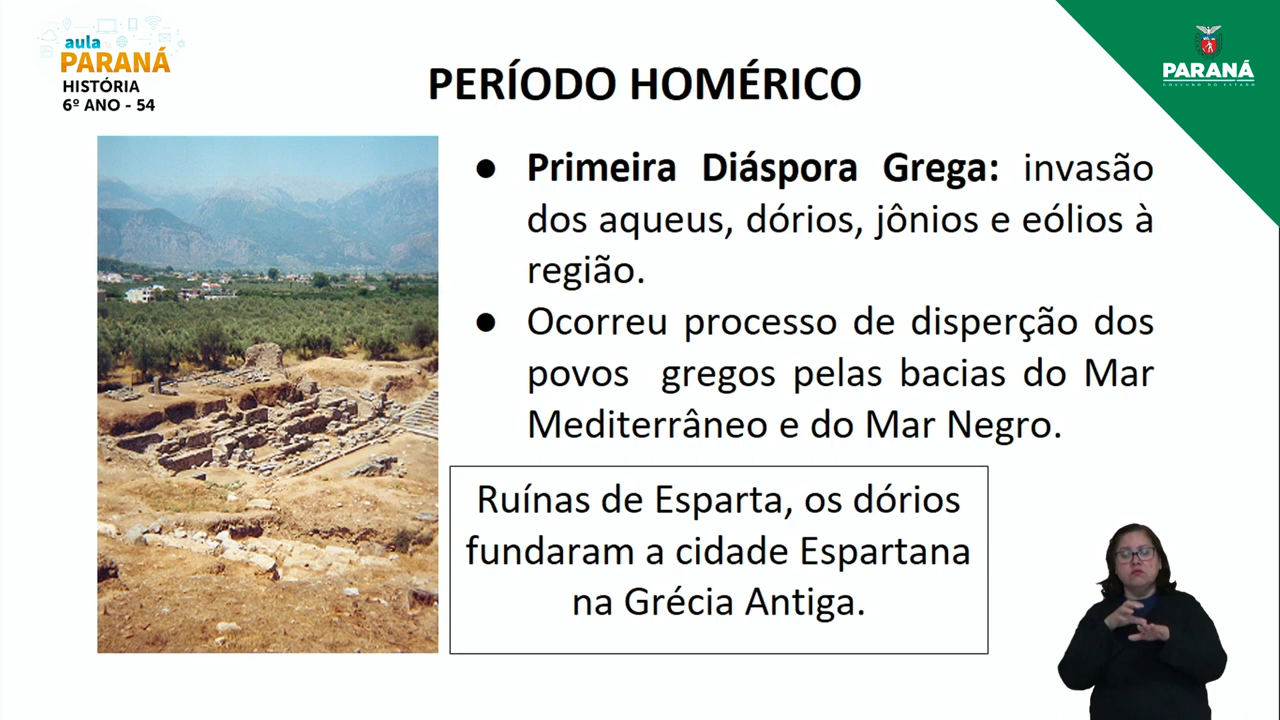 aula
PARANÁ
HISTÓRIA
6º ANO - 54
PARANÁ
GOVERNO DO ESTADO
PERÍODO HOMÉRICO
● Primeira Diáspora Grega: invasão
dos aqueus, dórios, jônios e eólios à
região.
● Ocorreu processo de disperção dos
povos gregos pelas bacias do Mar
Mediterrâneo e do Mar Negro.
Ruínas de Esparta, os dórios
fundaram a cidade Espartana
na Grécia Antiga.